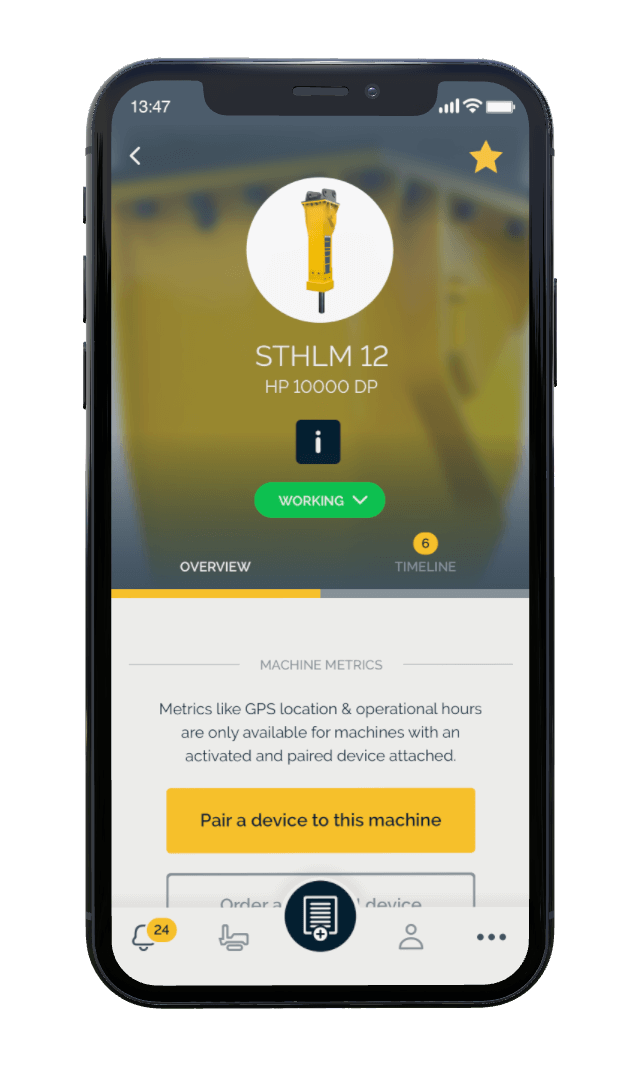 13:47
STHLM 12
HP 10000 DP
i
WORKING
6
OVERVIEW
TIMELINE
MACHINE METRICS
Metrics like GPS location & operational hours
are only available for machines with an
activated and paired device attached.
Pair a device to this machine
Order a device
24